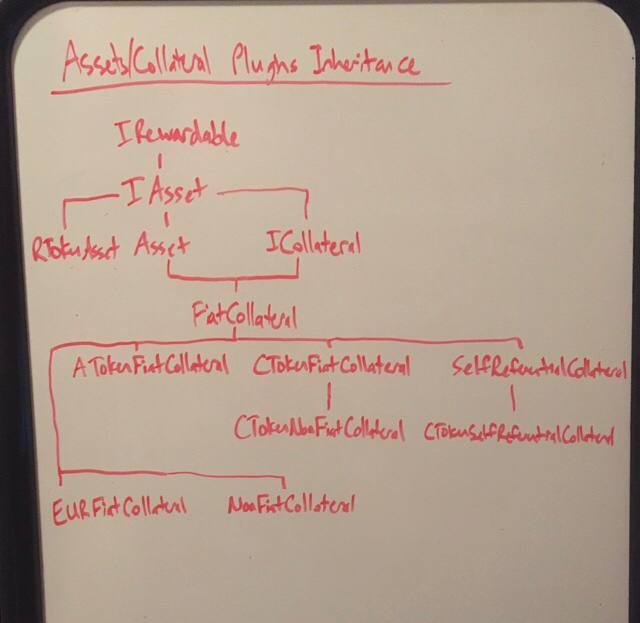 Assets/Collateral Plugins Inheritance
IRewardable
IAsset
RTokenAsset Asset ICollateral
FiatCollateral
ATokenFiatCollateral CTokenFiatCollateral SelfReferentialCollateral
CTokenNonFiatCollateral CTokenSelfReferentialCollateral
EURFiatCollateral NonFiatCollateral